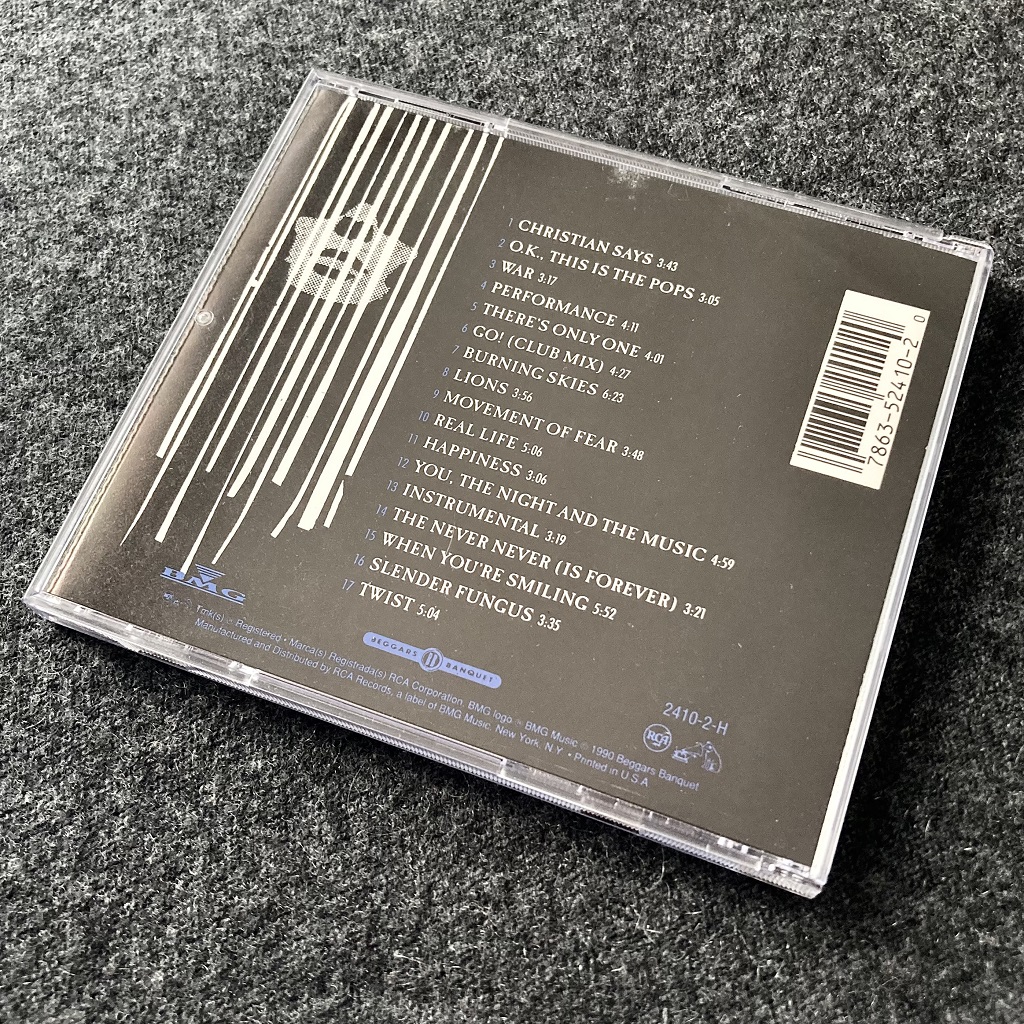 1 CHRISTIAN SAYS 3:43
2 O.K., THIS IS THE POPS 3:05
3 WAR 3:17
4 PERFORMANCE 4:11
5 THERE'S ONLY ONE 4:01
6 GO! (CLUB MIX) 4:27
7 BURNING SKIES 6:23
8 LIONS 3:56
9 MOVEMENT OF FEAR 3:48
10 REAL LIFE 5:06
11 HAPPINESS 3:06
12 YOU, THE NIGHT AND THE MUSIC 4:59
13 INSTRUMENTAL 3:19
14 THE NEVER NEVER (IS FOREVER) 3:21
15 WHEN YOU'RE SMILING 5:52
16 SLENDER FUNGUS 3:35
17 TWIST 5:04
7863-52410-2 0
BMG
BEGGARS BANQUET
Tmk(s) ® Registered • Marca(s) Registrada(s) RCA Corporation, BMG logo ™ BMG Music © 1990 Beggars Banquet
Manufactured and Distributed by RCA Records, a label of BMG Music, New York, N.Y. • Printed in U.S.A.
2410-2-H
RCA